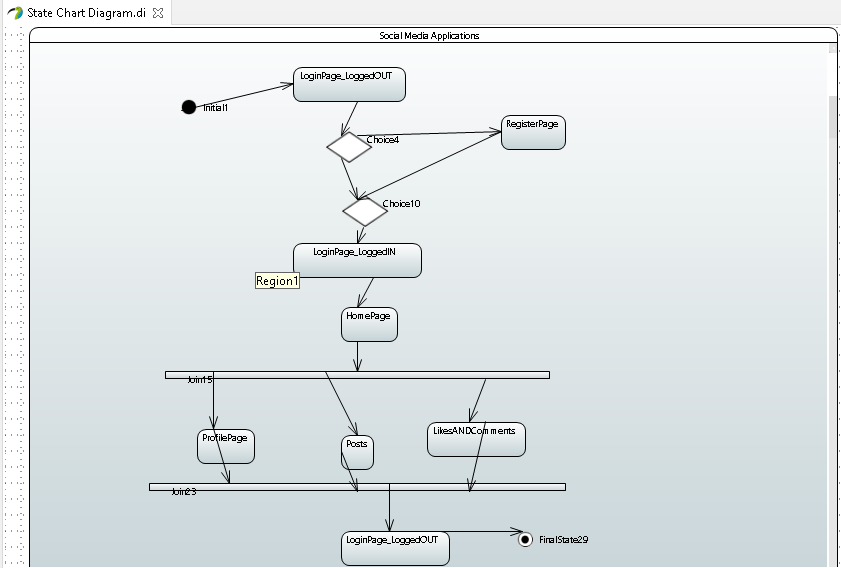 State Chart Diagram.di
Social Media Applications
LoginPage_LoggedOUT
Initial1
RegisterPage
Choice4
Choice10
LoginPage_LoggedIN
Region1
HomePage
Join15
ProfilePage
Posts
LikesANDComments
Join23
LoginPage_LoggedOUT
FinalState29